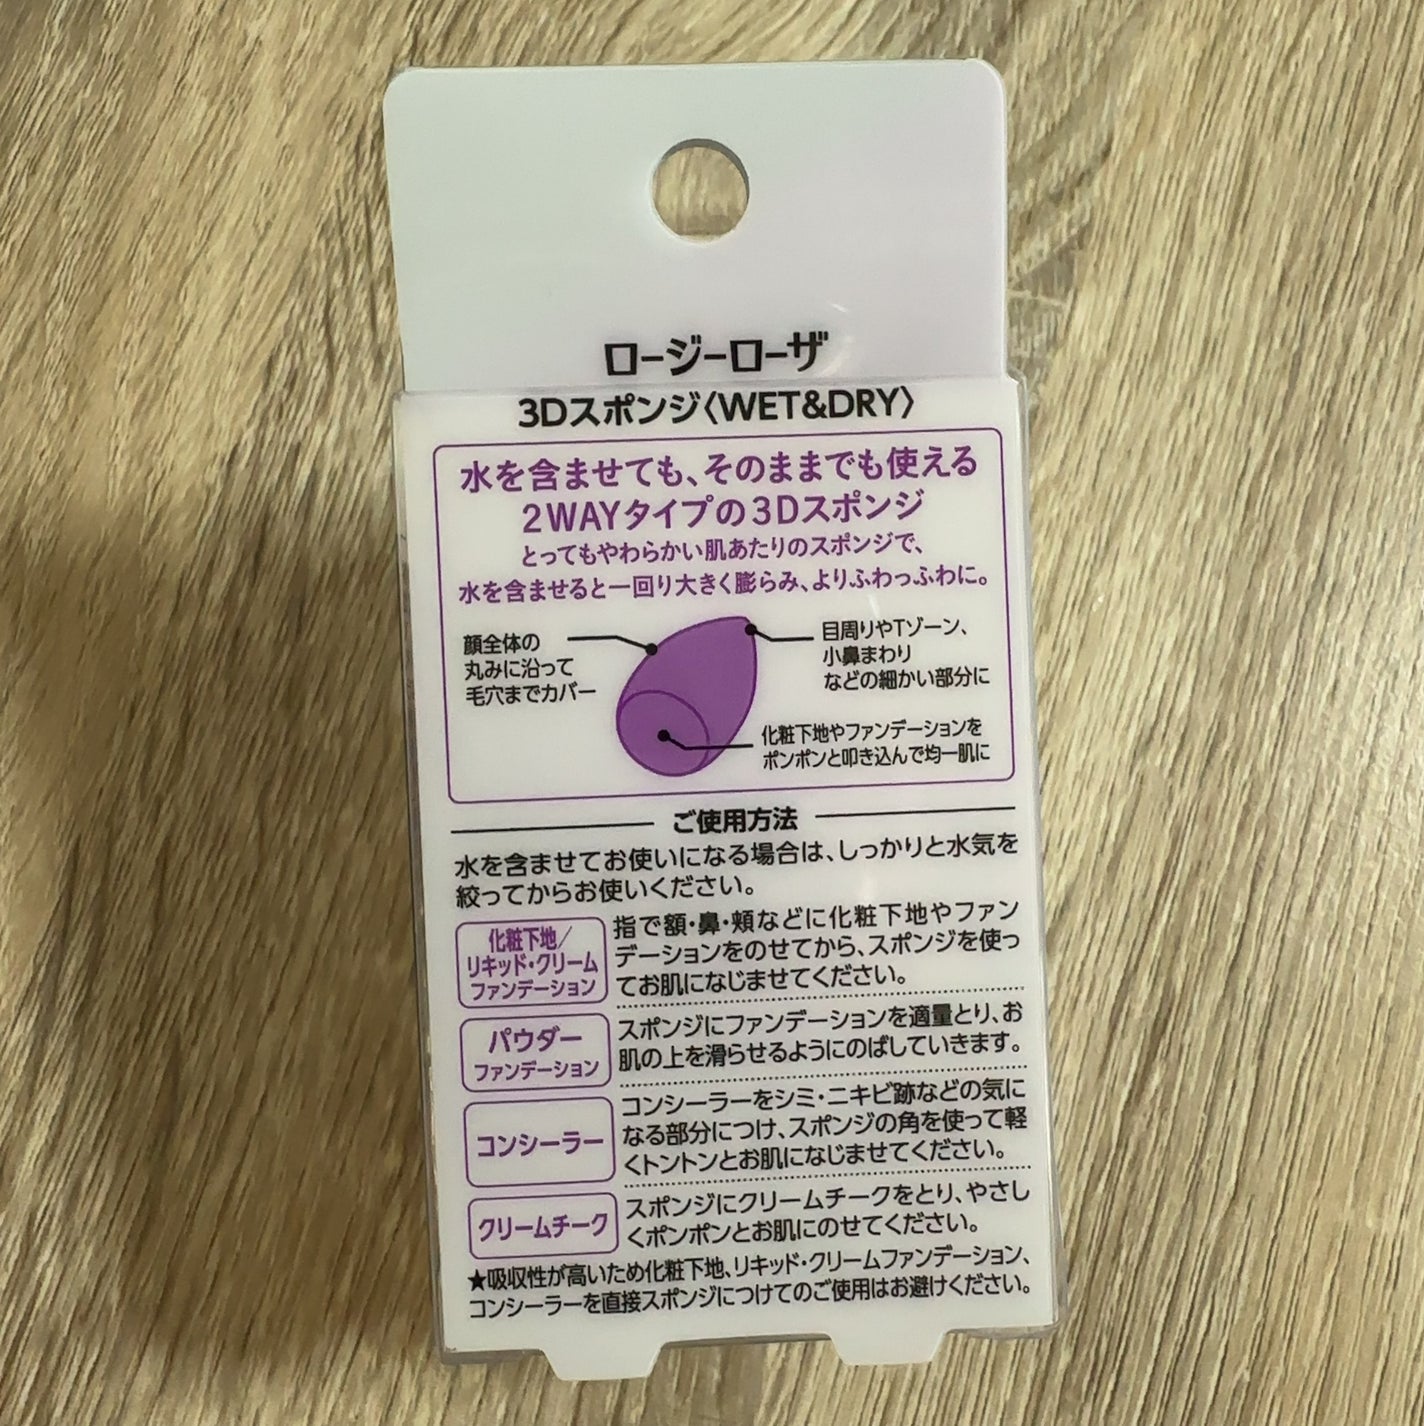 ロージーローザ
3Dスポンジ〈WET&DRY〉
水を含ませても、そのままでも使える
2WAYタイプの3Dスポンジ
とってもやわらかい肌あたりのスポンジで、
水を含ませると一回り大きく膨らみ、よりふわっふわに。
顔全体の
丸みに沿って
毛穴までカバー
目周りやTゾーン、
小鼻まわり
などの細かい部分に
化粧下地やファンデーションを
ポンポンと叩き込んで均一肌に
ご使用方法
水を含ませてお使いになる場合は、しっかりと水気を
絞ってからお使いください。
化粧下地/
リキッド・クリーム
ファンデーション
指で額・鼻・頬などに化粧下地やファン
デーションをのせてから、スポンジを使っ
てお肌になじませてください。
パウダー
ファンデーション
スポンジにファンデーションを適量とり、お
肌の上を滑らせるようにのばしていきます。
コンシーラー
コンシーラーをシミ・ニキビ跡などの気に
なる部分につけ、スポンジの角を使って軽
くトントンとお肌になじませてください。
クリームチーク
スポンジにクリームチークをとり、やさし
くポンポンとお肌にのせてください。
★吸収性が高いため化粧下地、リキッド・クリームファンデーション、
コンシーラーを直接スポンジにつけてのご使用はお避けください。